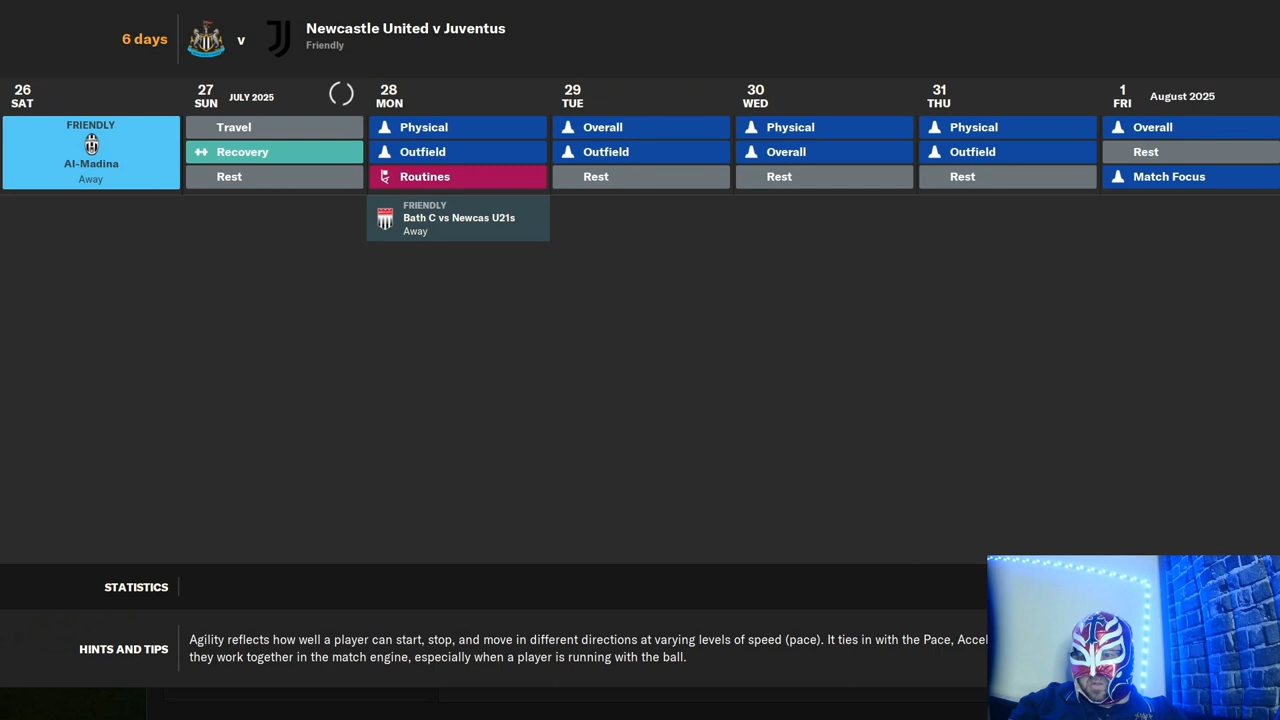 6 days
v
Newcastle United v Juventus
Friendly
26
SAT
27
SUN
JULY 2025
28
MON
29
TUE
30
WED
31
THU
1
FRI
August 2025
FRIENDLY
Al-Madina
Away
Travel
Recovery
Rest
Physical
Outfield
Routines
FRIENDLY
Bath C vs Newcas U21s
Away
Overall
Outfield
Rest
Physical
Overall
Rest
Physical
Outfield
Rest
Overall
Rest
Match Focus
STATISTICS
HINTS AND TIPS
Agility reflects how well a player can start, stop, and move in different directions at varying levels of speed (pace). It ties in with the Pace, Accel
they work together in the match engine, especially when a player is running with the ball.